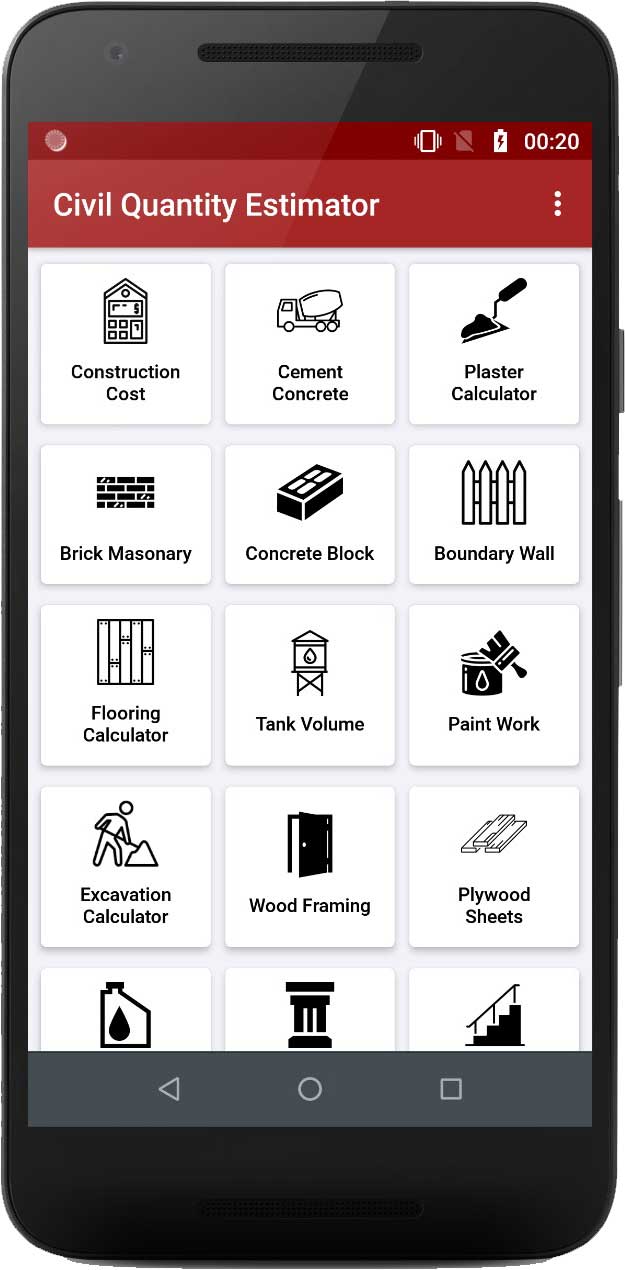 00:20
Civil Quantity Estimator
Construction
Cost
Cement
Concrete
Plaster
Calculator
Brick Masonary
Concrete Block
Boundary Wall
Flooring
Calculator
Tank Volume
Paint Work
Excavation
Calculator
Wood Framing
Plywood
Sheets